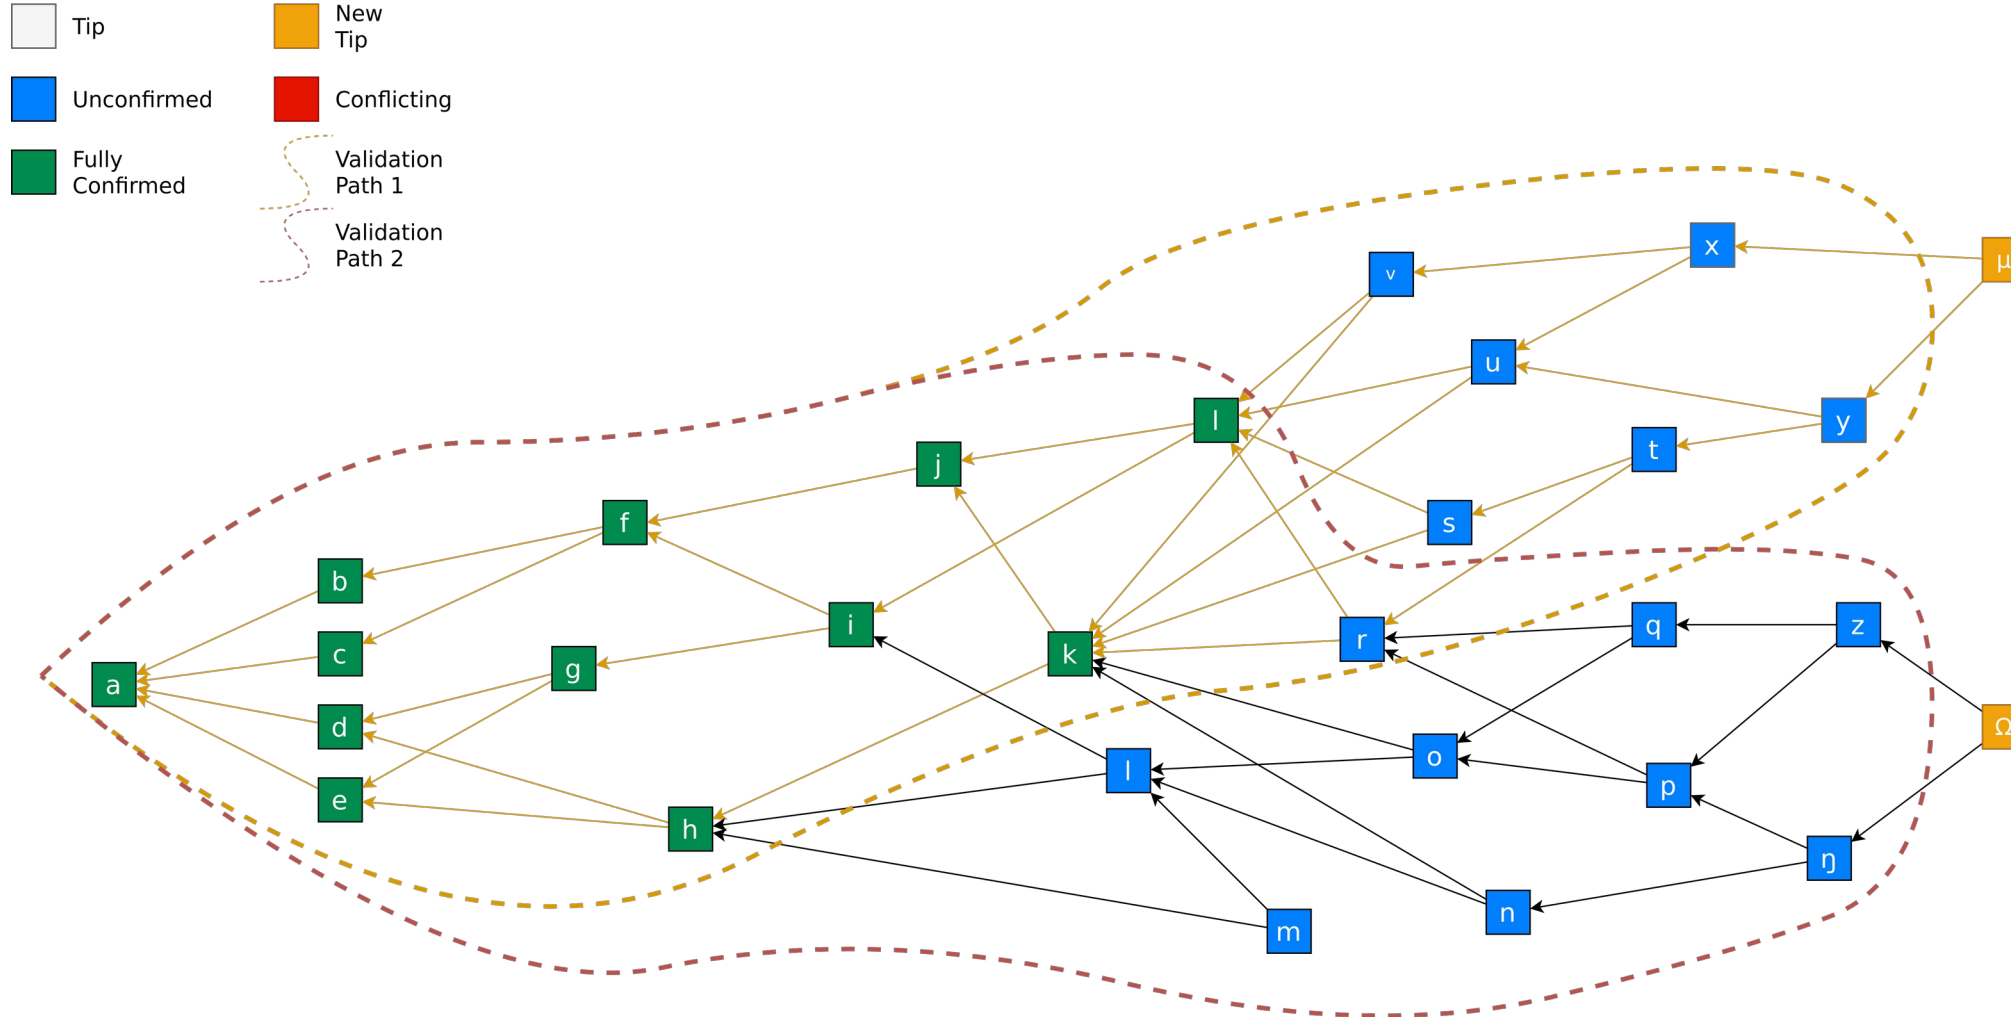 Tip
New
Tip
Unconfirmed
Conflicting
Fully
Confirmed
Validation
Path 1
Validation
Path 2
x
μ
v
u
l
y
t
j
s
f
b
i
q
z
r
c
k
g
a
d
o
l
p
e
Ω
h
ŋ
n
m